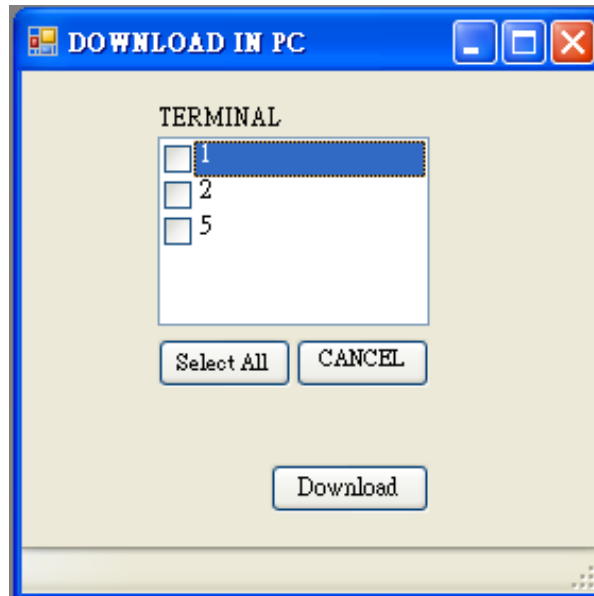 DOWNLOAD IN PC
TERMINAL
1
2
5
Select All CANCEL
Download